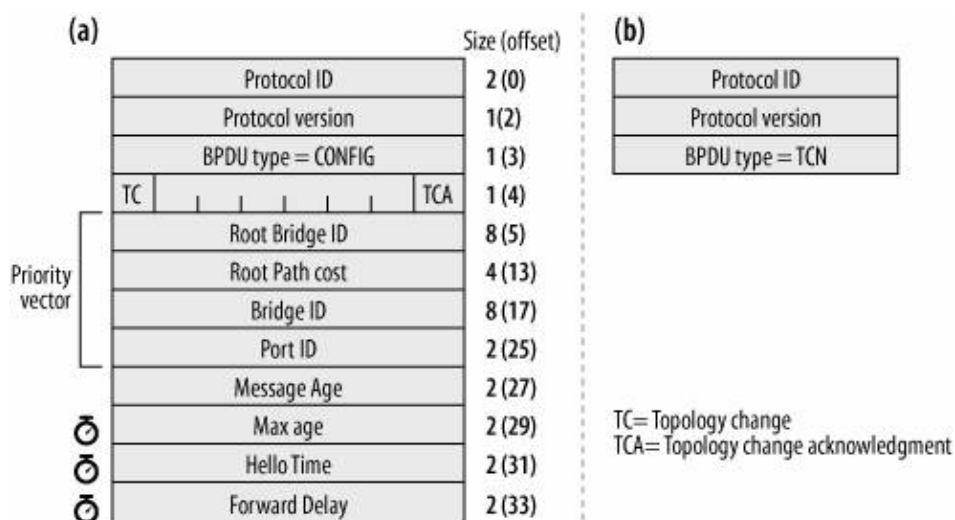 (a)
Size (offset)
Protocol ID 2 (0)
Protocol version 1(2)
BPDU type = CONFIG 1 (3)
TC TCA 1 (4)
Root Bridge ID 8 (5)
Root Path cost 4 (13)
Bridge ID 8 (17)
Port ID 2 (25)
Priority
vector
Message Age 2 (27)
Max age 2 (29)
Hello Time 2 (31)
Forward Delay 2 (33)
(b)
Protocol ID
Protocol version
BPDU type = TCN
TC= Topology change
TCA= Topology change acknowledgment